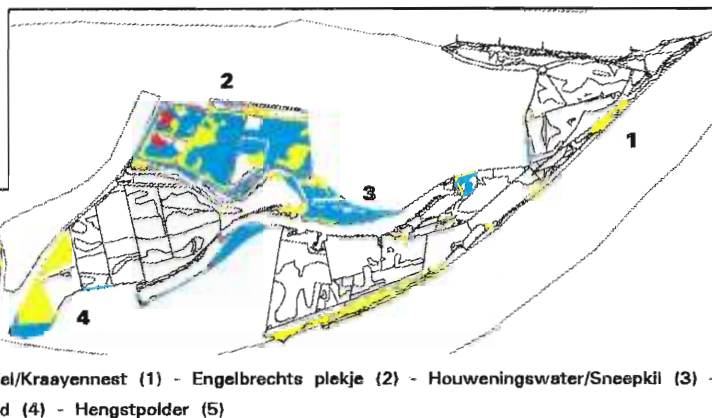 2
1
3
4
el/Kraayennest (1) - Engelbrechts plekje (2) - Houweningswater/Sneepkil (3) -
d (4) - Hengstpolder (5)